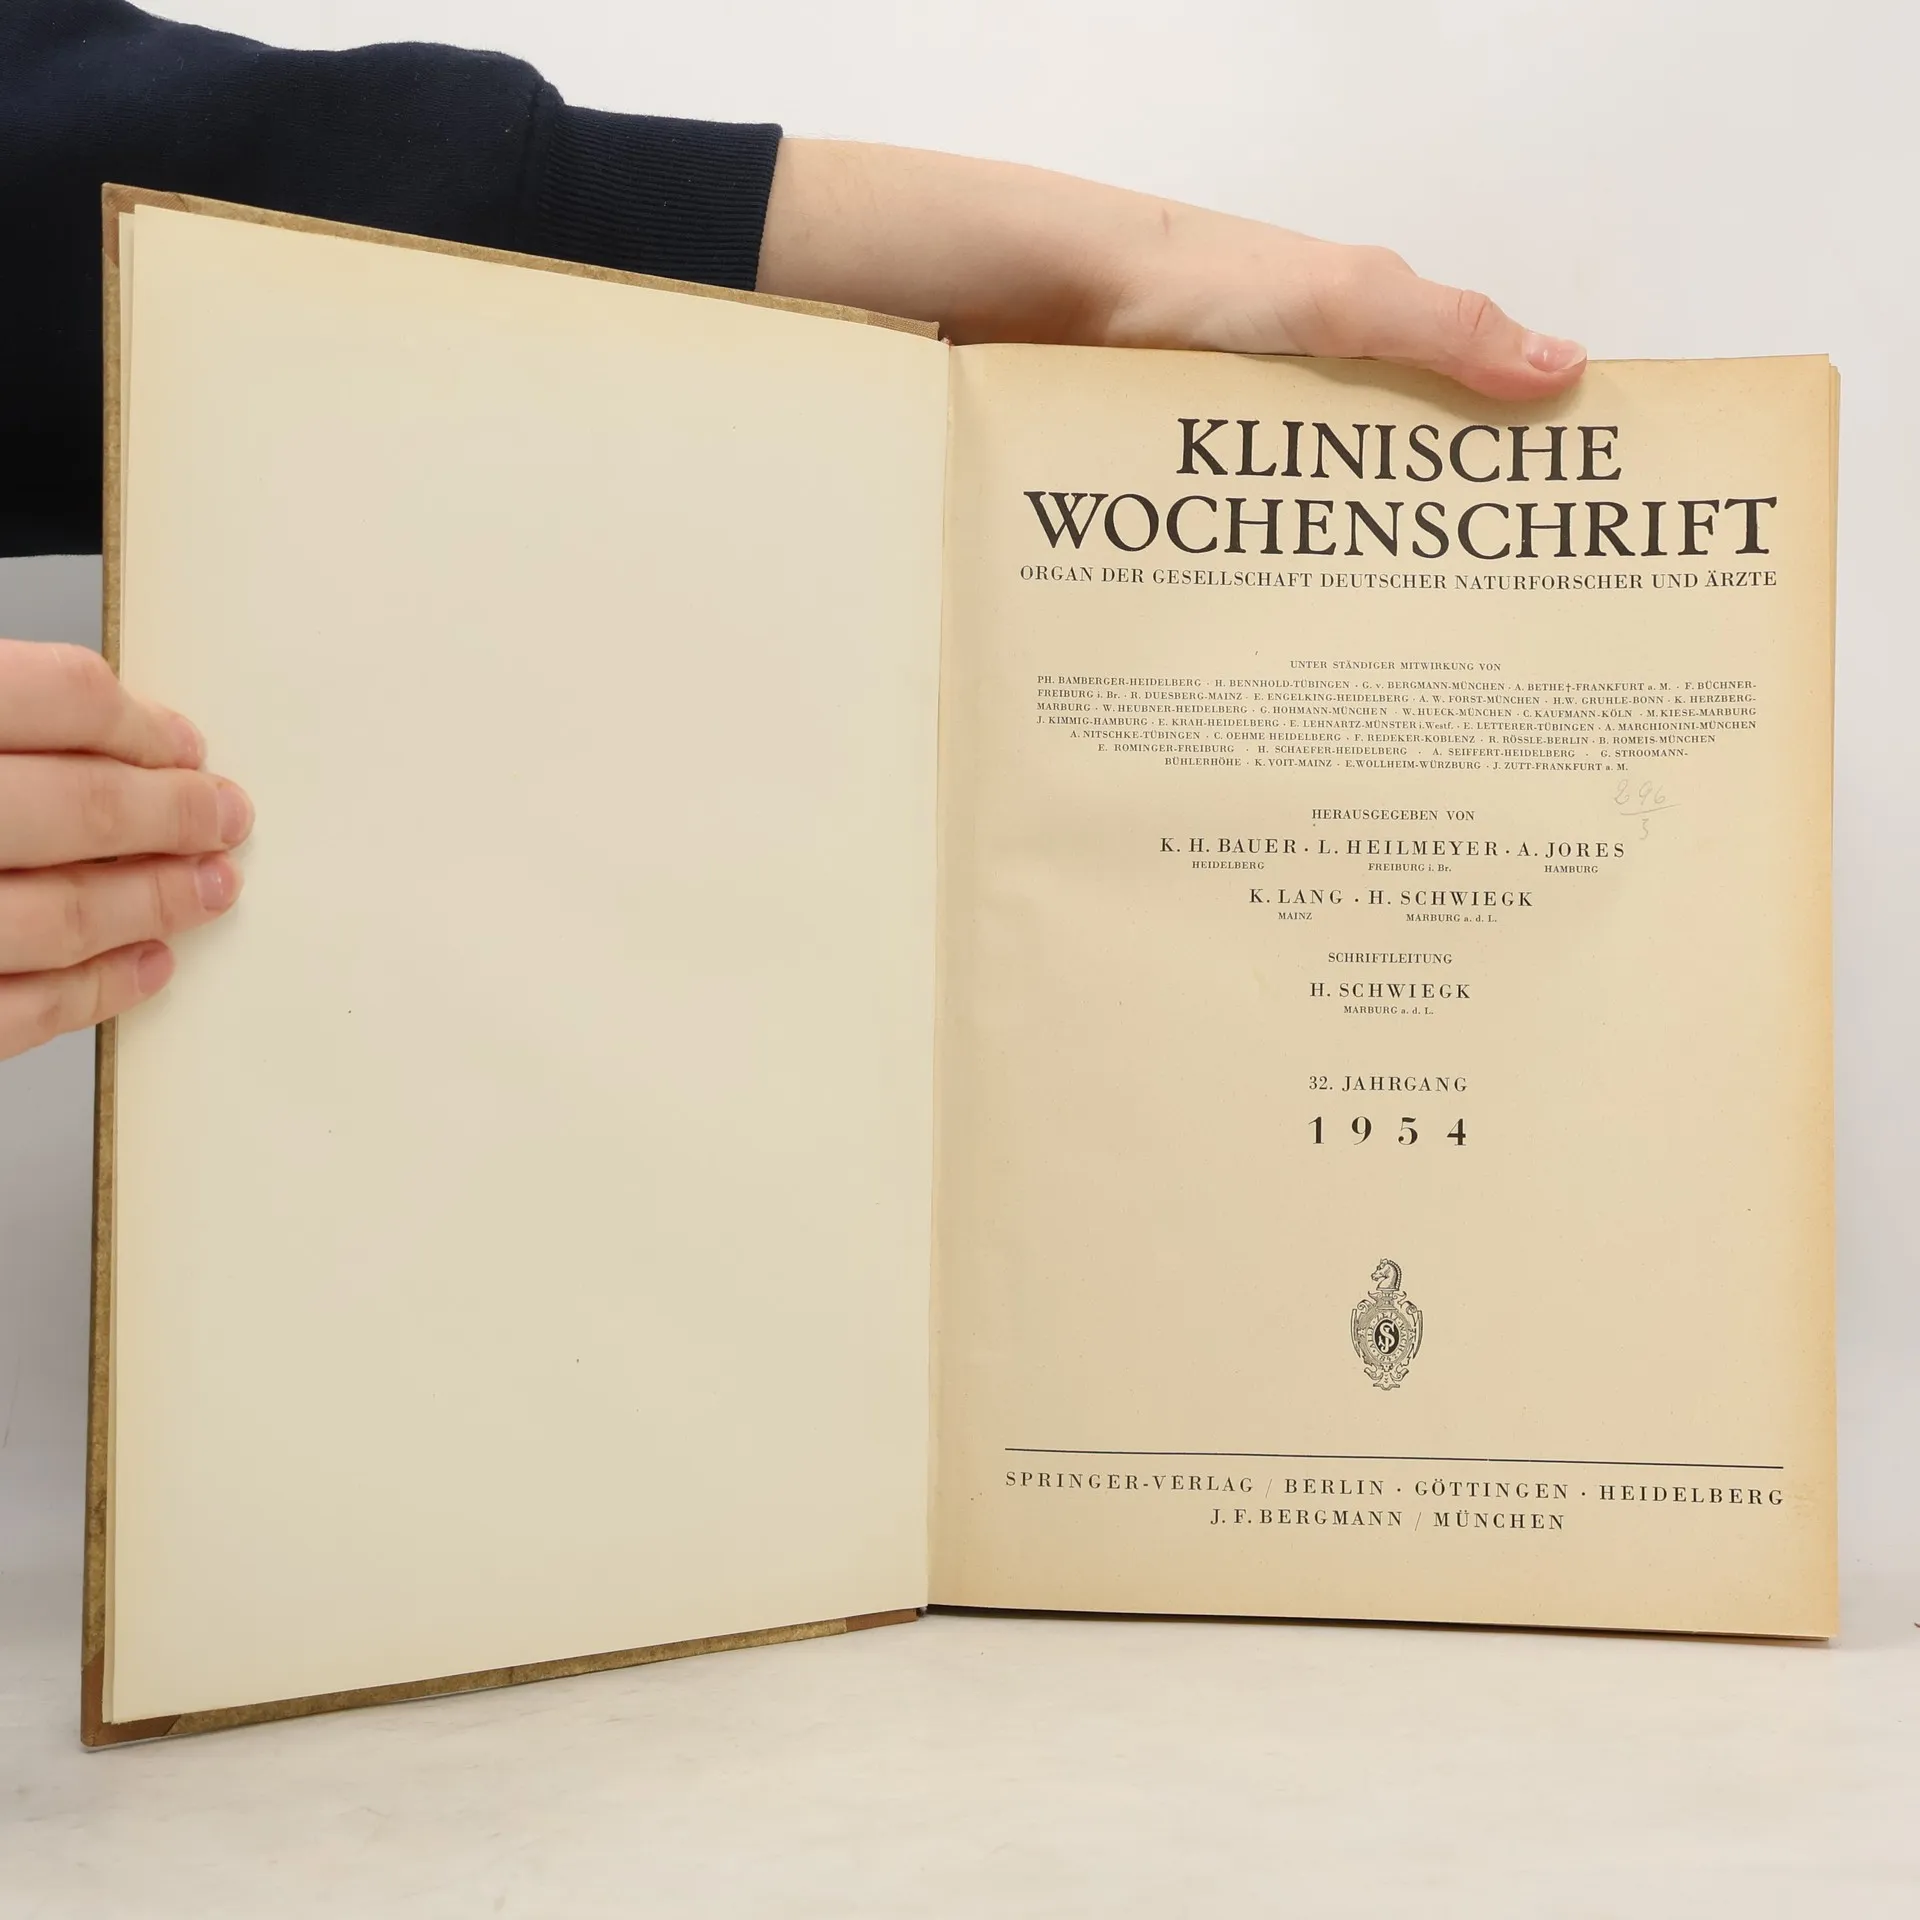 KLINISCHE
WOCHENSCHRIFT
ORGAN DER GESELLSCHAFT DEUTSCHER NATURFORSCHER UND ÄRZTE
UNTER STÄNDIGER MITWIRKUNG VON
PH. BAMBERGER-HEIDELBERG · H. BENNHOLD-TÜBINGEN · G. v. BERGMANN-MÜNCHEN · A. BETHE†-FRANKFURT a. M. · F. BÜCHNER-
FREIBURG i. Br. · R. DUESBERG-MAINZ · E. ENGELKING-HEIDELBERG · A. W. FORST-MÜNCHEN · H.W. GRUHLE-BONN · K. HERZBERG-
MARBURG · W. HEUBNER-HEIDELBERG · G. HOHMANN-MÜNCHEN · W. HUECK-MÜNCHEN · C. KAUFMANN-KÖLN · M. KIESE-MARBURG
J. KIMMIG-HAMBURG · E. KRAH-HEIDELBERG · E. LEHNARTZ-MÜNSTER i. Westf. · E. LETTERER-TÜBINGEN · A. MARCHIONINI-MÜNCHEN
A. NITSCHKE-TÜBINGEN · C. OEHME-HEIDELBERG · F. REDEKER-KOBLENZ · R. RÖSSLE-BERLIN · B. ROMEIS-MÜNCHEN
E. ROMINGER-FREIBURG · H. SCHAEFER-HEIDELBERG · A. SEIFFERT-HEIDELBERG · G. STROOMANN-
BÜHLERHÖHE · K. VOIT-MAINZ · E. WOLLHEIM-WÜRZBURG · J. ZUTT-FRANKFURT a. M.
296
3
HERAUSGEGEBEN VON
K. H. BAUER · L. HEILMEYER · A. JORES
HEIDELBERG FREIBURG i. Br. HAMBURG
K. LANG · H. SCHWIEGK
MAINZ MARBURG a. d. L.
SCHRIFTLEITUNG
H. SCHWIEGK
MARBURG a. d. L.
32. JAHRGANG
1954
SPRINGER-VERLAG / BERLIN · GÖTTINGEN · HEIDELBERG
J. F. BERGMANN / MÜNCHEN